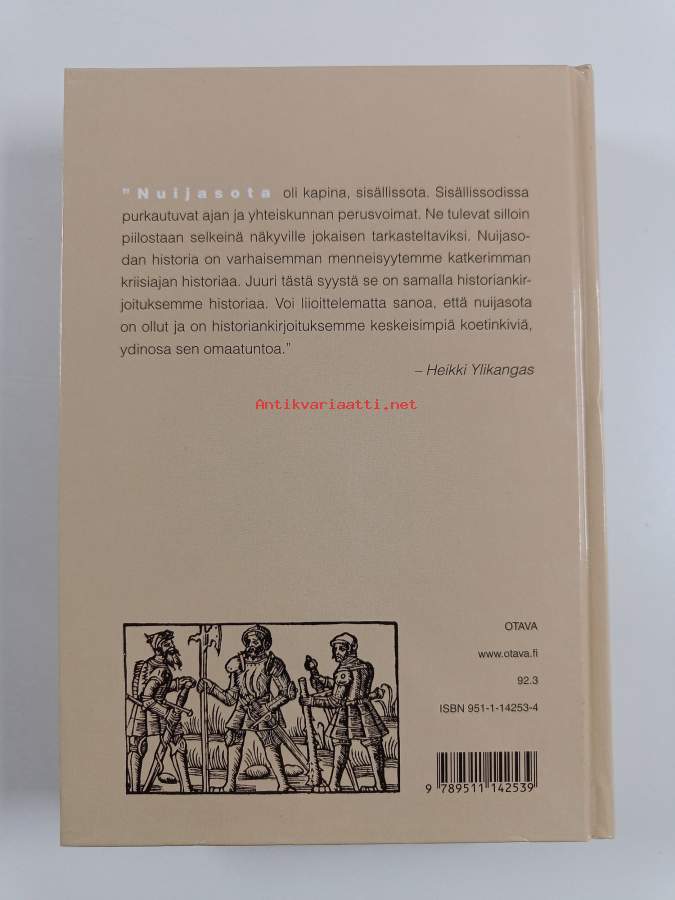 "Nuijasota oli kapina, sisällissota. Sisällissodissa
purkautuvat ajan ja yhteiskunnan perusvoimat. Ne tulevat silloin
piilostaan selkeinä näkyville jokaisen tarkasteltaviksi. Nuijaso-
dan historia on varhaisemman menneisyytemme katkerimman
kriisiajan historiaa. Juuri tästä syystä se on samalla historiankir-
joituksemme historiaa. Voi liioittelematta sanoa, että nuijasota
on ollut ja on historiankirjoituksemme keskeisimpiä koetinkiviä,
ydinosa sen omaatuntoa."
– Heikki Ylikangas
Antikvariaatti.net
OTAVA
www.otava.fi
92.3
ISBN 951-1-14253-4
9 789511 142539